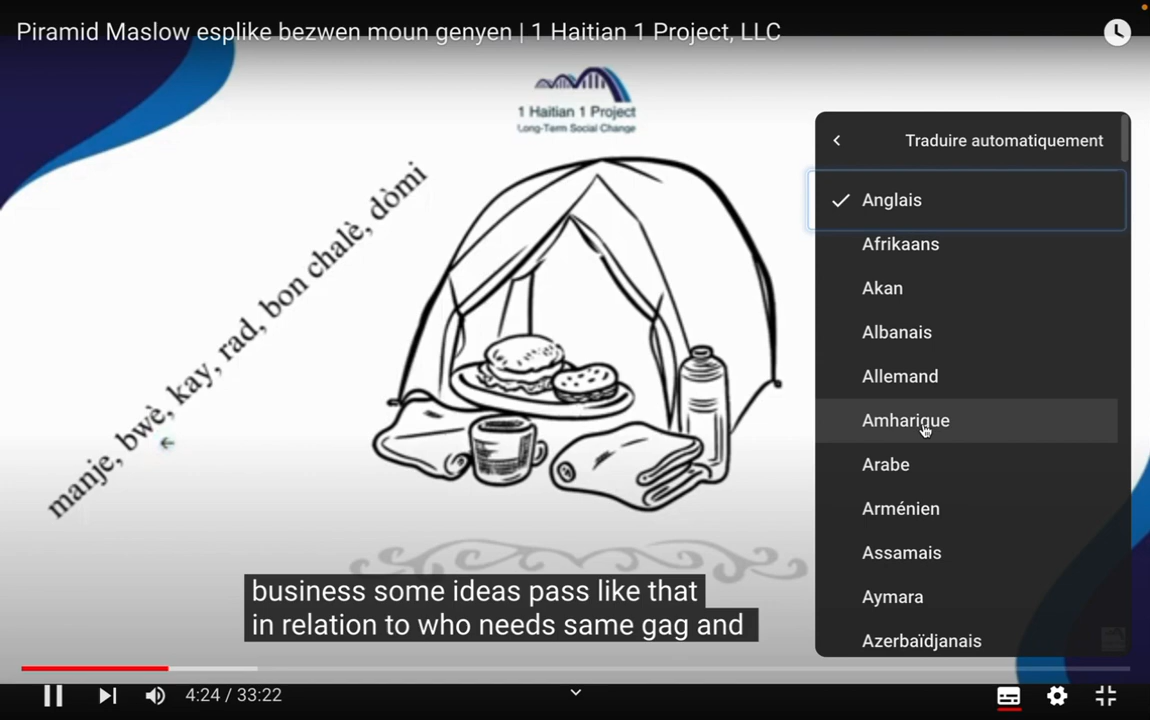 Piramid Maslow esplike bezwen moun genyen | 1 Haitian 1 Project, LLC
1 Haitian 1 Project
Long-Term Social Change
manje, bwè, kay, rad, bon chalè, dòmi
Traduire automatiquement
Anglais
Afrikaans
Akan
Albanais
Allemand
Amharique
Arabe
Arménien
Assamais
Aymara
Azerbaïdjanais
business some ideas pass like that
in relation to who needs same gag and
4:24 / 33:22